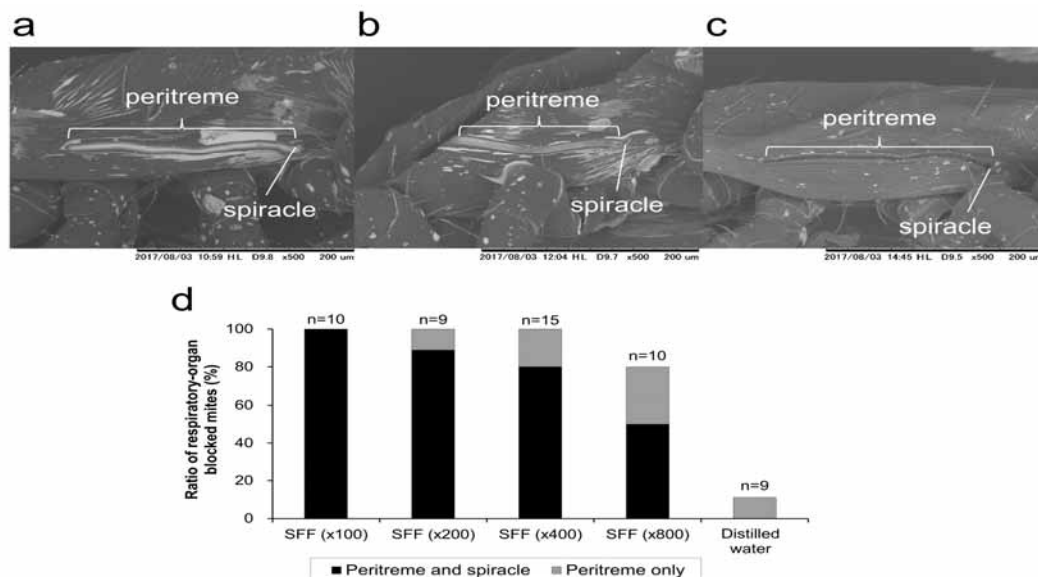 a
b
c
peritreme
spiracle
2017/08/03 10:59 HL D9.8 x500 200 um
peritreme
spiracle
2017/08/03 12:04 HL D9.7 x500 200 um
peritreme
spiracle
2017/08/03 14:45 HL D9.5 x500 200 um
d
Ratio of respiratory-organ
blocked mites (%)
100
80
60
40
20
0
n=10
n=9
n=15
n=10
n=9
SFF (x100)
SFF (x200)
SFF (x400)
SFF (x800)
Distilled
water
Peritreme and spiracle
Peritreme only